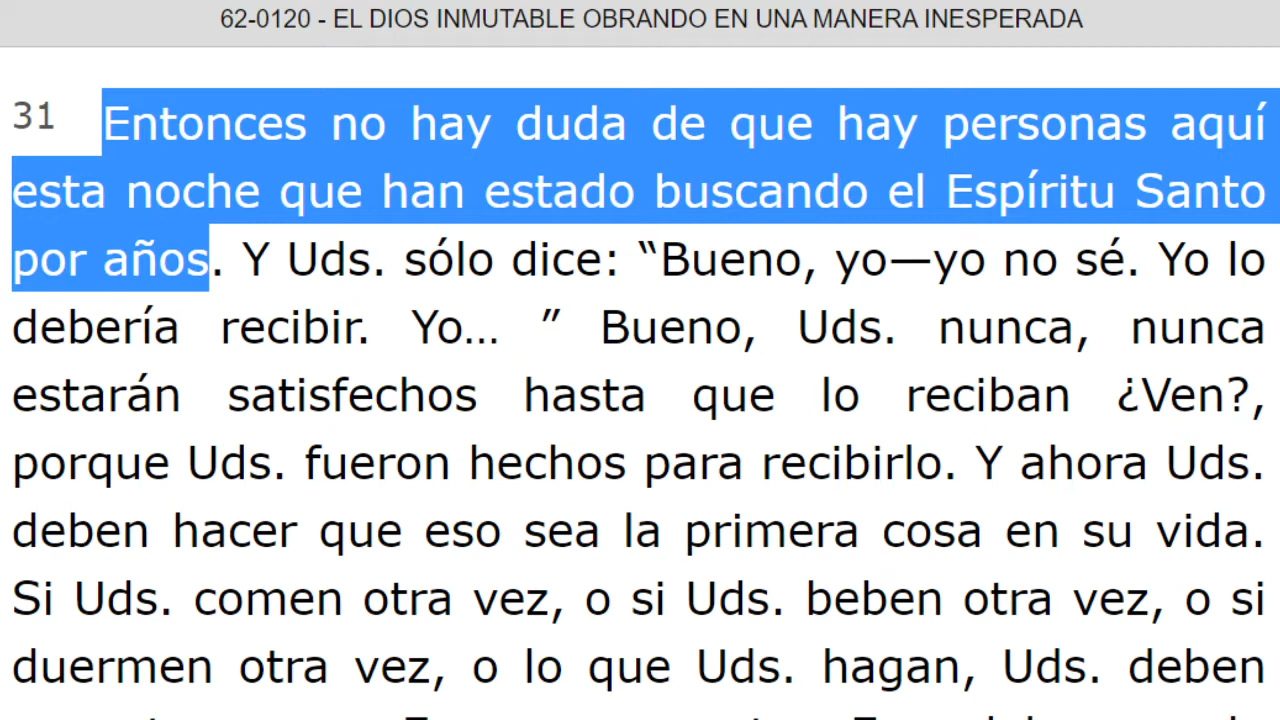 62-0120 - EL DIOS INMUTABLE OBRANDO EN UNA MANERA INESPERADA
31 Entonces no hay duda de que hay personas aquí
esta noche que han estado buscando el Espíritu Santo
por años. Y Uds. sólo dice: “Bueno, yo—yo no sé. Yo lo
debería recibir. Yo… ” Bueno, Uds. nunca, nunca
estarán satisfechos hasta que lo reciban ¿Ven?,
porque Uds. fueron hechos para recibirlo. Y ahora Uds.
deben hacer que eso sea la primera cosa en su vida.
Si Uds. comen otra vez, o si Uds. beben otra vez, o si
duermen otra vez, o lo que Uds. hagan, Uds. deben